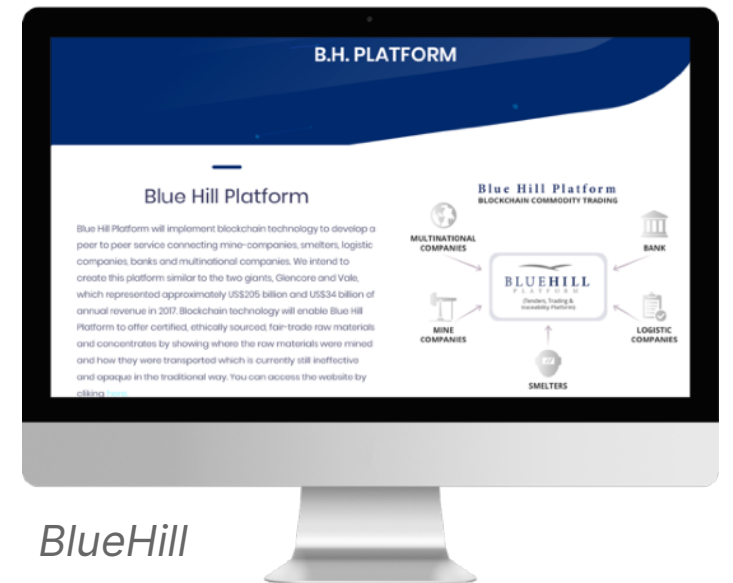 B.H. PLATFORM
Blue Hill Platform
Blue Hill Platform will implement blockchain technology to develop a
peer to peer service connecting mine-companies, smelters, logistic
companies, banks and multinational companies. We intend to
create this platform similar to the two giants, Glencore and Vale,
which represented approximately US$205 billion and US$34 billion of
annual revenue in 2017. Blockchain technology will enable Blue Hill
Platform to offer certified, ethically sourced, fair-trade raw materials
and concentrates by showing where the raw materials were mined
and how they were transported which is currently still ineffective
and opaque in the traditional way. You can access the website by
cliking here
Blue Hill Platform
BLOCKCHAIN COMMODITY TRADING
MULTINATIONAL
COMPANIES
BANK
BLUEHILL
PLATFORM
(Tenders, Trading &
traceability Platform)
MINE
COMPANIES
LOGISTIC
COMPANIES
SMELTERS
BlueHill